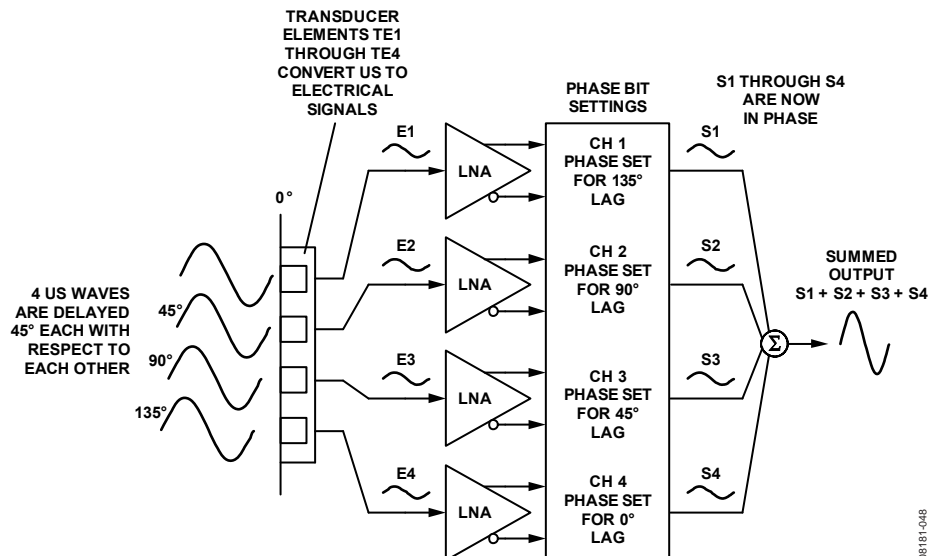 TRANSDUCER
ELEMENTS TE1
THROUGH TE4
CONVERT US TO
ELECTRICAL
SIGNALS
PHASE BIT
SETTINGS
S1 THROUGH S4
ARE NOW
IN PHASE
0°
4 US WAVES
ARE DELAYED
45° EACH WITH
RESPECT TO
EACH OTHER
45°
90°
135°
E1
LNA
CH 1
PHASE SET
FOR 135°
LAG
S1
E2
LNA
CH 2
PHASE SET
FOR 90°
LAG
S2
E3
LNA
CH 3
PHASE SET
FOR 45°
LAG
S3
E4
LNA
CH 4
PHASE SET
FOR 0°
LAG
S4
Σ
SUMMED
OUTPUT
S1 + S2 + S3 + S4